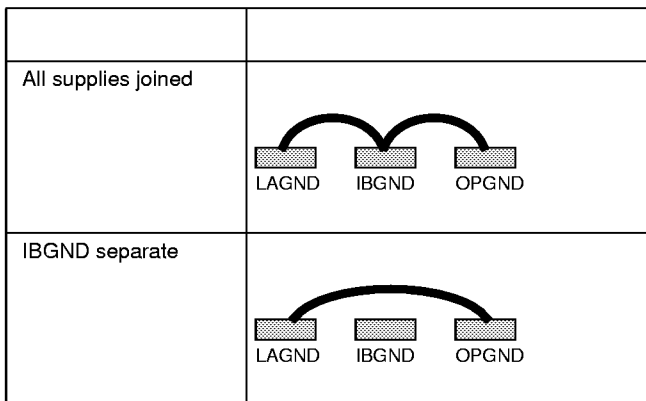 All supplies joined
LAGND IBGND OPGND
IBGND separate
LAGND IBGND OPGND